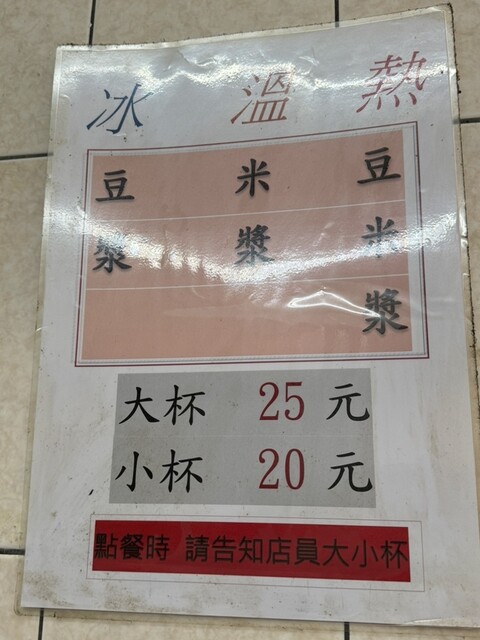 冰 溫 熱
豆漿 米漿 豆米漿
大杯 25 元
小杯 20 元
點餐時 請告知店員大小杯